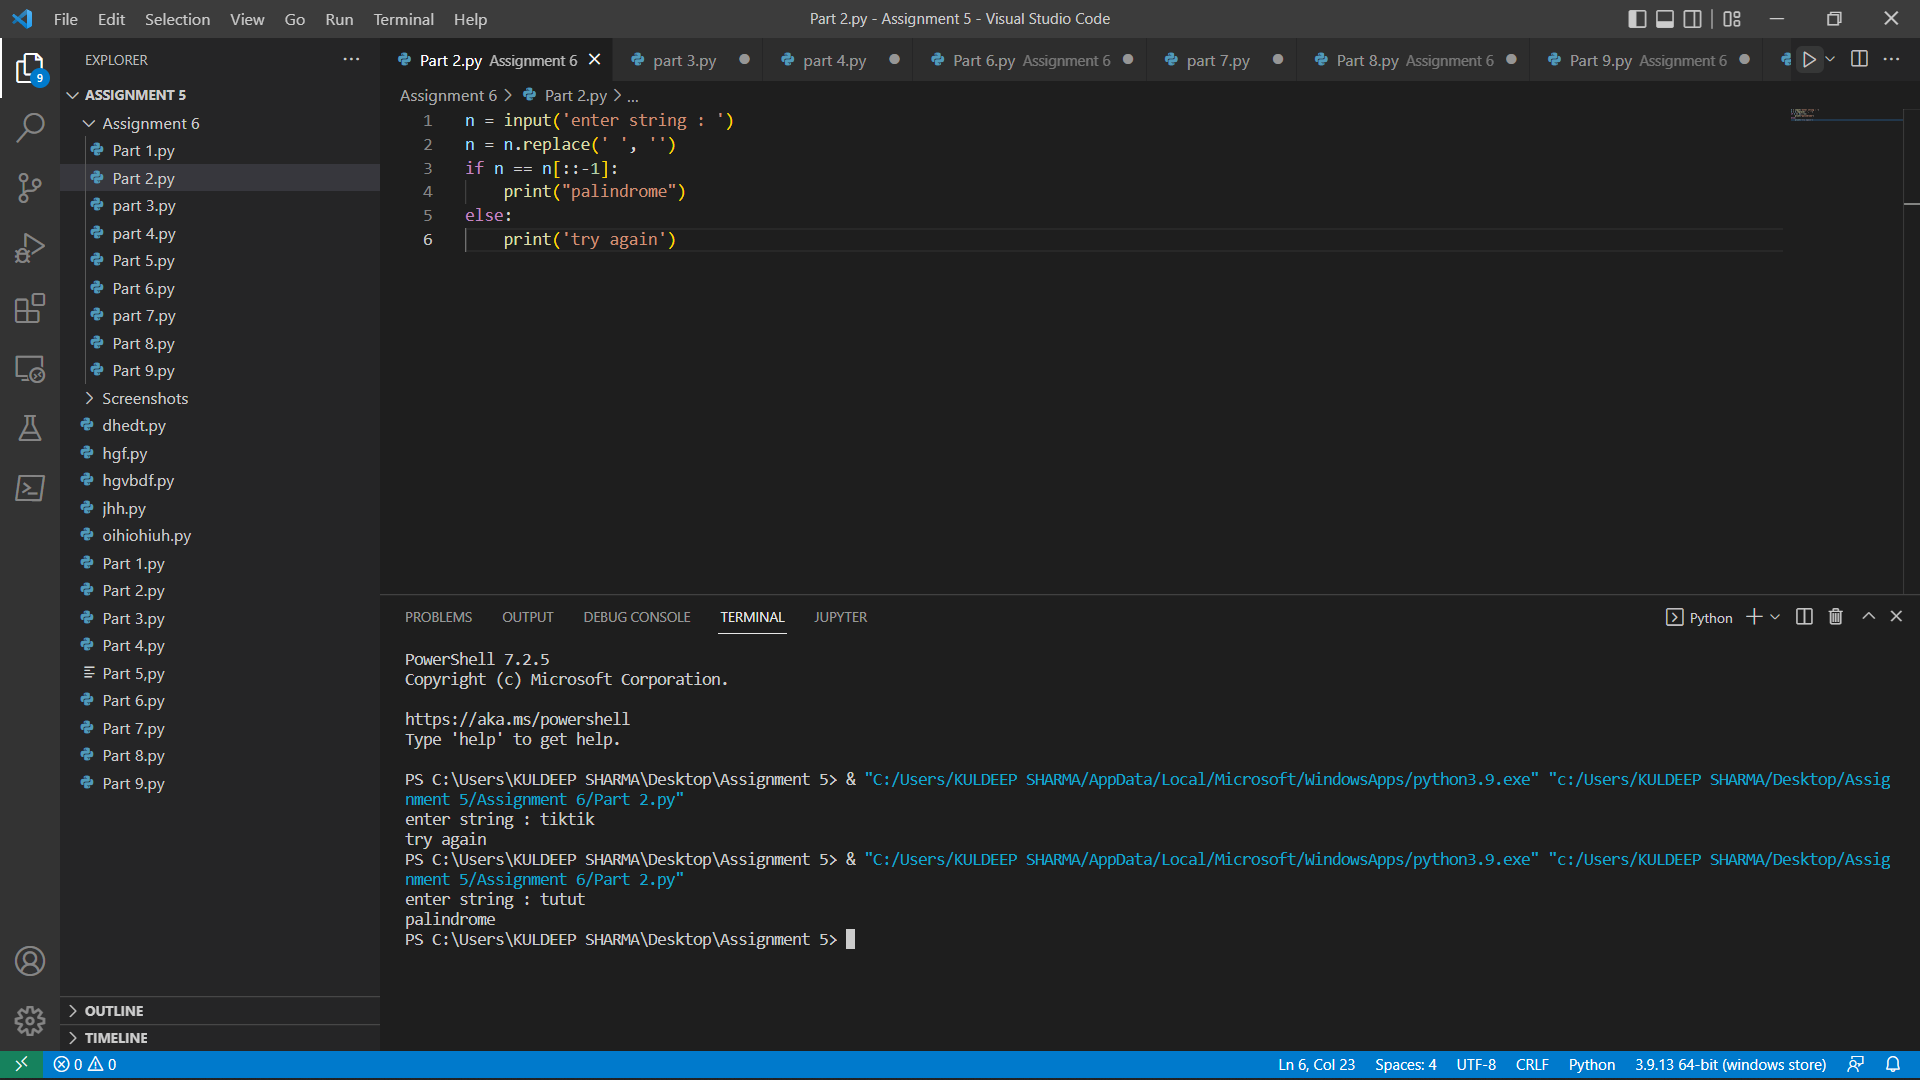 File Edit Selection View Go Run Terminal Help
Part 2.py - Assignment 5 - Visual Studio Code
9
EXPLORER
ASSIGNMENT 5
Assignment 6
Part 1.py
Part 2.py
part 3.py
part 4.py
Part 5.py
Part 6.py
part 7.py
Part 8.py
Part 9.py
Screenshots
dhedt.py
hgf.py
hgvbdf.py
jhh.py
oihiohiuh.py
Part 1.py
Part 2.py
Part 3.py
Part 4.py
Part 5,py
Part 6.py
Part 7.py
Part 8.py
Part 9.py
OUTLINE
TIMELINE
Part 2.py Assignment 6 part 3.py part 4.py Part 6.py Assignment 6 part 7.py Part 8.py Assignment 6 Part 9.py Assignment 6
Assignment 6 > Part 2.py > ...
1 n = input('enter string : ')
2 n = n.replace(' ', '')
3 if n == n[::-1]:
4     print("palindrome")
5 else:
6     print('try again')
PROBLEMS OUTPUT DEBUG CONSOLE TERMINAL JUPYTER
Python
PowerShell 7.2.5
Copyright (c) Microsoft Corporation.
https://aka.ms/powershell
Type 'help' to get help.
PS C:\Users\KULDEEP SHARMA\Desktop\Assignment 5> & "C:/Users/KULDEEP SHARMA/AppData/Local/Microsoft/WindowsApps/python3.9.exe" "c:/Users/KULDEEP SHARMA/Desktop/Assig
nment 5/Assignment 6/Part 2.py"
enter string : tiktik
try again
PS C:\Users\KULDEEP SHARMA\Desktop\Assignment 5> & "C:/Users/KULDEEP SHARMA/AppData/Local/Microsoft/WindowsApps/python3.9.exe" "c:/Users/KULDEEP SHARMA/Desktop/Assig
nment 5/Assignment 6/Part 2.py"
enter string : tutut
palindrome
PS C:\Users\KULDEEP SHARMA\Desktop\Assignment 5>
0 0
Ln 6, Col 23 Spaces: 4 UTF-8 CRLF Python 3.9.13 64-bit (windows store)